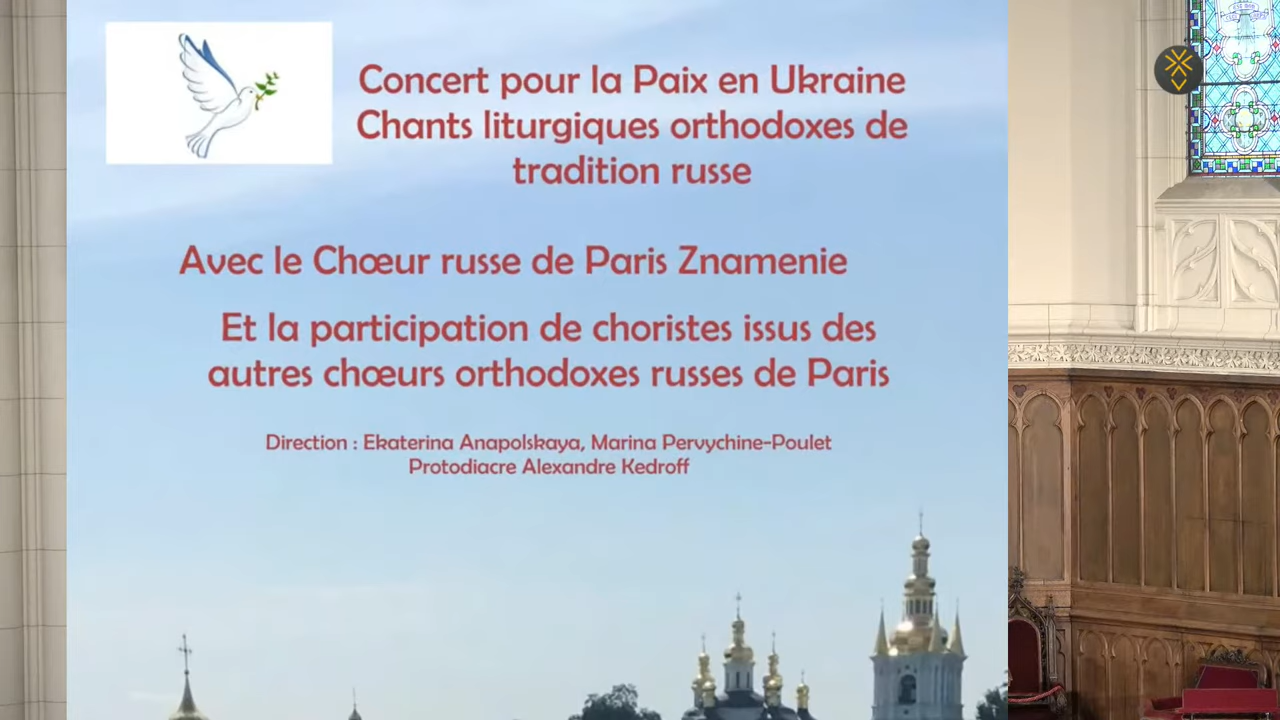 Concert pour la Paix en Ukraine
Chants liturgiques orthodoxes de
tradition russe
Avec le Chœur russe de Paris Znamenie
Et la participation de choristes issus des
autres chœurs orthodoxes russes de Paris
Direction : Ekaterina Anapolskaya, Marina Pervychine-Poulet
Protodiacre Alexandre Kedroff